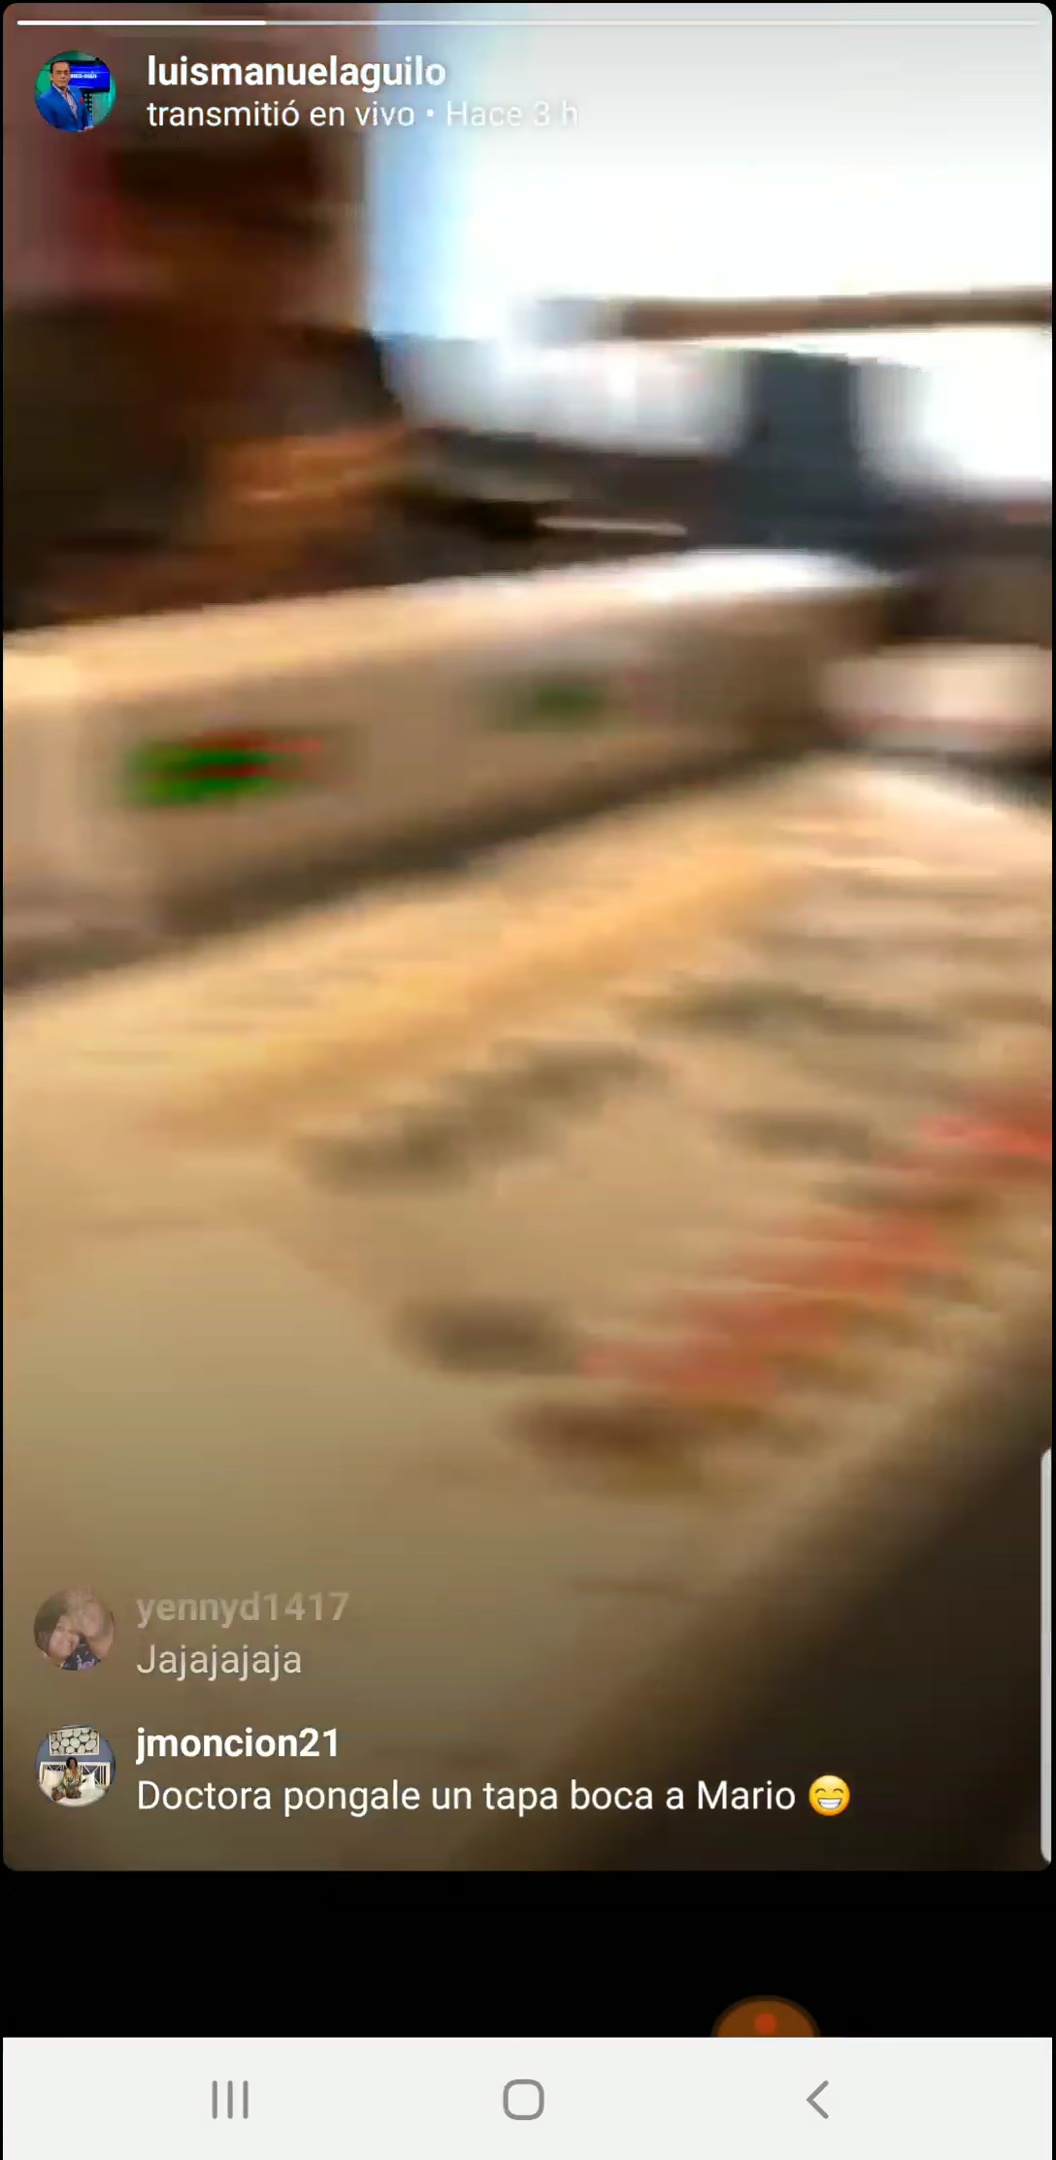 luismanuelaguilo
transmitió en vivo • Hace 3 h
yennyd1417
Jajajajaja
jmoncion21
Doctora pongale un tapa boca a Mario 😁